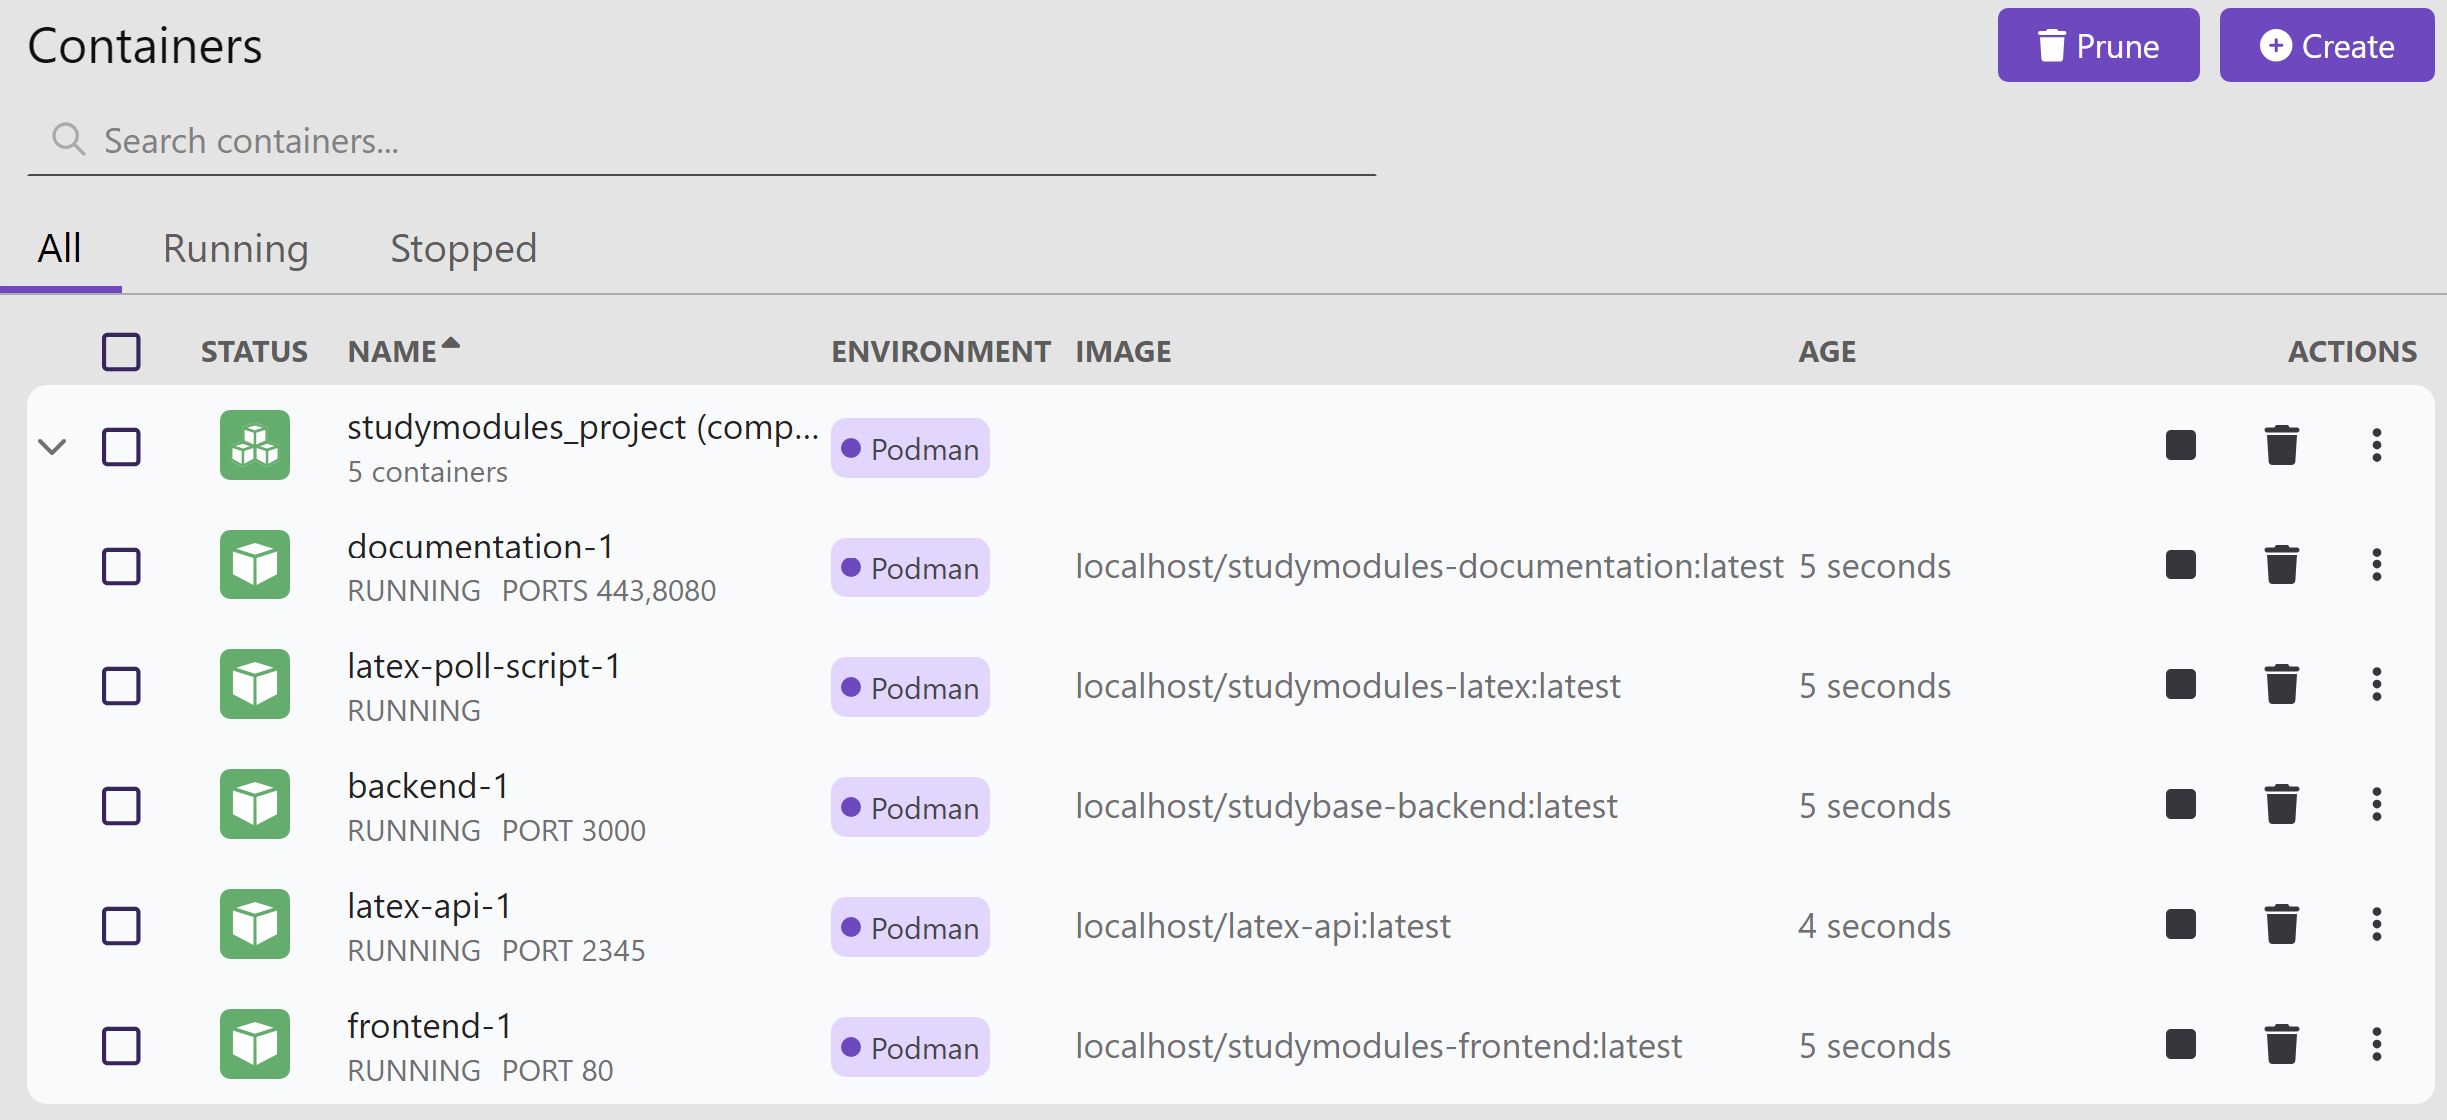 Containers
Prune
Create
Search containers...
All Running Stopped
STATUS NAME ENVIRONMENT IMAGE AGE ACTIONS
studymodules_project (comp...
5 containers
Podman
documentation-1
RUNNING PORTS 443,8080
Podman
localhost/studymodules-documentation:latest 5 seconds
latex-poll-script-1
RUNNING
Podman
localhost/studymodules-latex:latest 5 seconds
backend-1
RUNNING PORT 3000
Podman
localhost/studybase-backend:latest 5 seconds
latex-api-1
RUNNING PORT 2345
Podman
localhost/latex-api:latest 4 seconds
frontend-1
RUNNING PORT 80
Podman
localhost/studymodules-frontend:latest 5 seconds